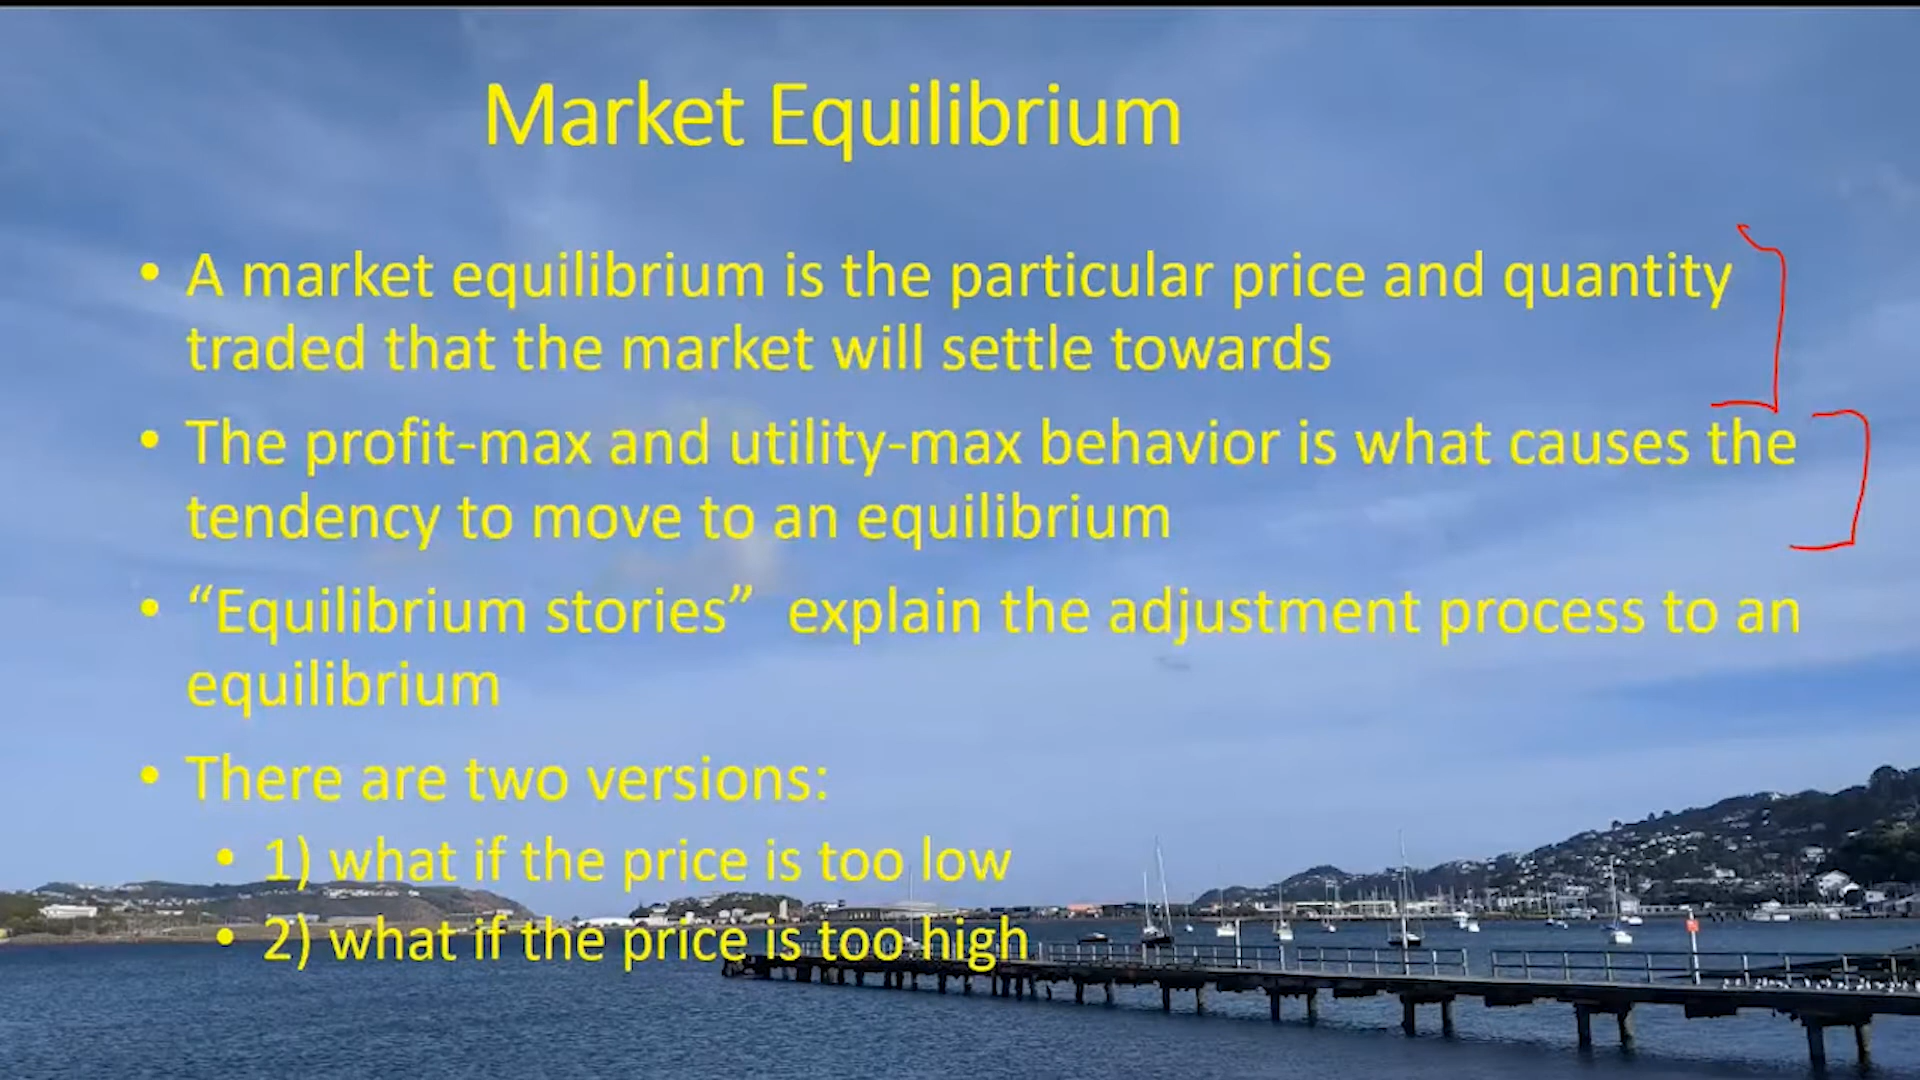 Market Equilibrium
• A market equilibrium is the particular price and quantity
traded that the market will settle towards
• The profit-max and utility-max behavior is what causes the
tendency to move to an equilibrium
• “Equilibrium stories” explain the adjustment process to an
equilibrium
• There are two versions:
• 1) what if the price is too low
• 2) what if the price is too high